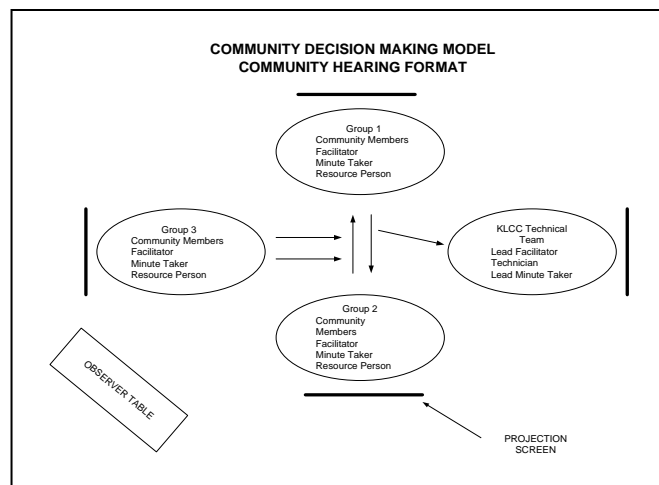 COMMUNITY DECISION MAKING MODEL
COMMUNITY HEARING FORMAT
Group 1
Community Members
Facilitator
Minute Taker
Resource Person
Group 3
Community Members
Facilitator
Minute Taker
Resource Person
KLCC Technical
Team
Lead Facilitator
Technician
Lead Minute Taker
Group 2
Community
Members
Facilitator
Minute Taker
Resource Person
OBSERVER TABLE
PROJECTION
SCREEN